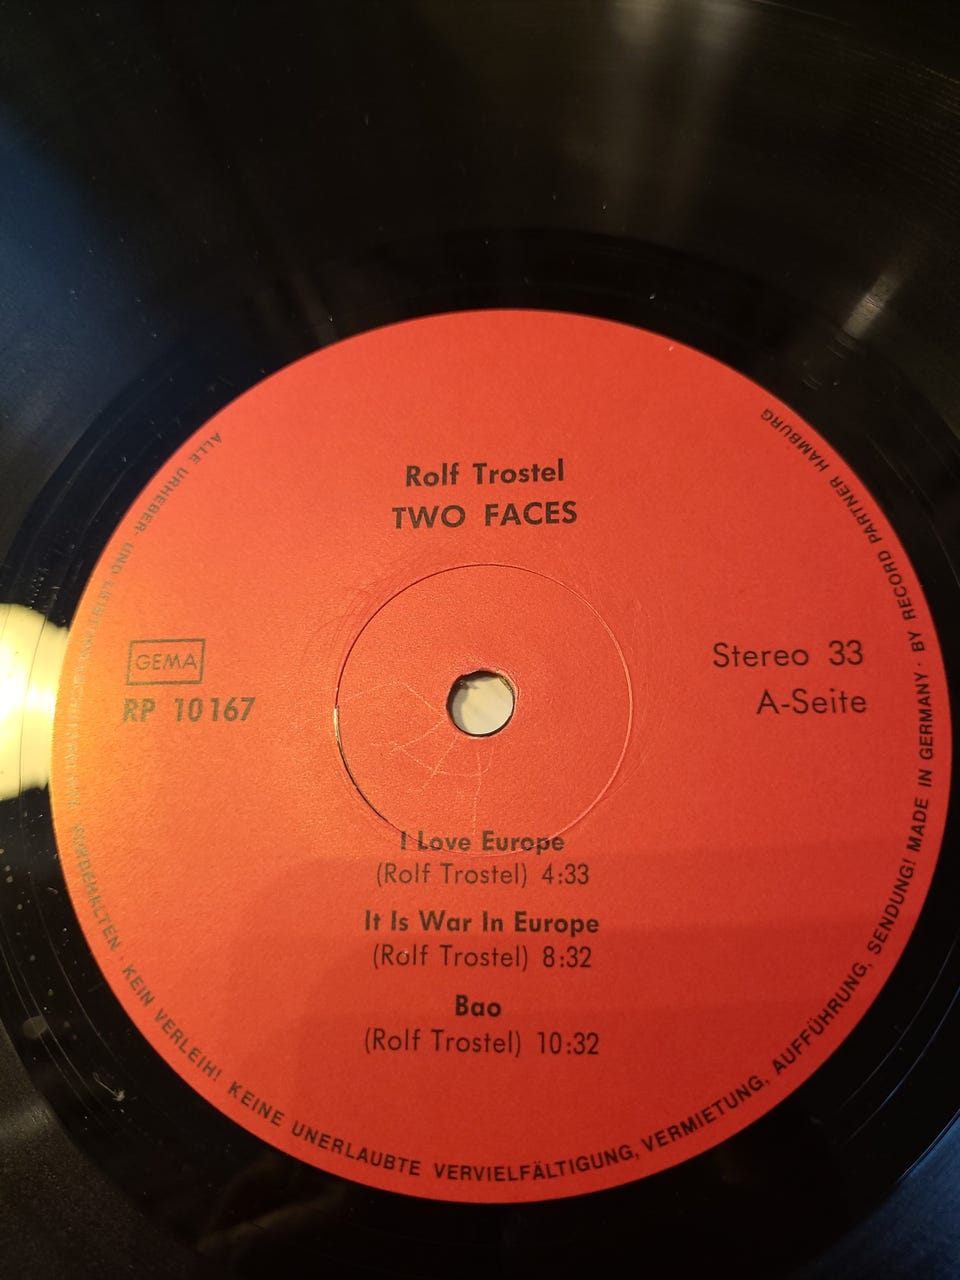 Rolf Trostel
TWO FACES
GEMA
RP 10167
Stereo 33
A-Seite
I Love Europe
(Rolf Trostel) 4:33
It Is War In Europe
(Rolf Trostel) 8:32
Bao
(Rolf Trostel) 10:32
ALLE URHEBER- UND VORBEHALTEN · KEIN VERLEIH! KEINE UNERLAUBTE VERVIELFÄLTIGUNG, VERMIETUNG, AUFFÜHRUNG, SENDUNG! MADE IN GERMANY · BY RECORD PARTNER HAMBURG